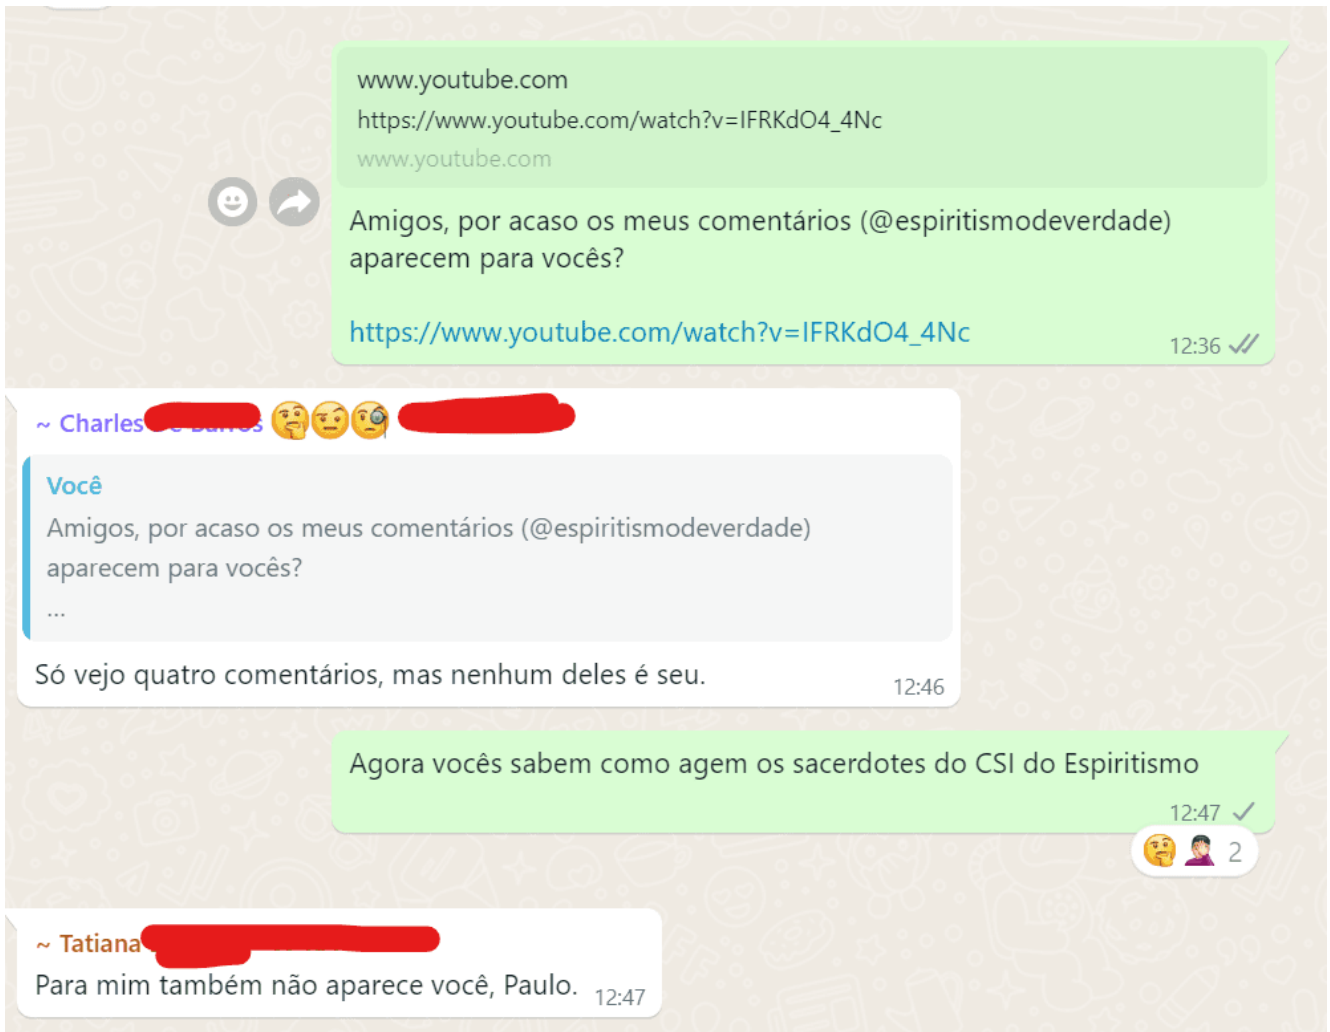 www.youtube.com
https://www.youtube.com/watch?v=IFRKdO4_4Nc
www.youtube.com
Amigos, por acaso os meus comentários (@espiritismodeverdade)
aparecem para vocês?
https://www.youtube.com/watch?v=IFRKdO4_4Nc
12:36
~ Charles
Você
Amigos, por acaso os meus comentários (@espiritismodeverdade)
aparecem para vocês?
...
Só vejo quatro comentários, mas nenhum deles é seu.
12:46
Agora vocês sabem como agem os sacerdotes do CSI do Espiritismo
12:47
2
~ Tatiana
Para mim também não aparece você, Paulo.
12:47